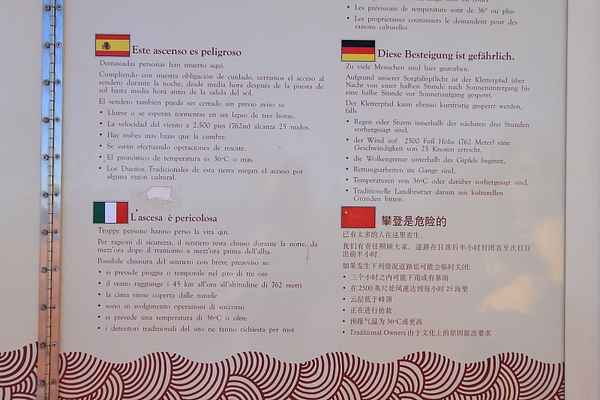 • Les prévisions de température sont de 36° ou plus
• Les propriétaires coutumiers le demandent pour des
raisons culturelles.
Este ascenso es peligroso
Demasiadas personas han muerto aquí.
Cumpliendo con nuestra obligación de cuidado, cerramos el acceso al
sendero durante la noche, desde media hora después de la puesta de
sol hasta media hora antes de la salida del sol.
El sendero también puede ser cerrado sin previo aviso si:
• Llueve o se esperan tormentas en un lapso de tres horas.
• La velocidad del viento a 2.500 pies (762m) alcanza 25 nudos.
• Hay nubes más bajas que la cumbre.
• Se están efectuando operaciones de rescate.
• El pronóstico de temperatura es 36°C o más.
• Los Dueños Tradicionales de esta tierra niegan el acceso por
alguna razón cultural.
Diese Besteigung ist gefährlich.
Zu viele Menschen sind hier gestorben.
Aufgrund unserer Sorgfaltspflicht ist der Kletterpfad über
Nacht von einer halben Stunde nach Sonnenuntergang bis
eine halbe Stunde vor Sonnenaufgang gesperrt.
Der Kletterpfad kann ebenso kurzfristig gesperrt werden,
falls
• Regen oder Sturm innerhalb der nächsten drei Stunden
vorhergesagt sind,
• der Wind auf 2500 Fuß Höhe (762 Meter) eine
Geschwindigkeit von 25 Knoten erreicht,
• die Wolkengrenze unterhalb des Gipfels beginnt,
• Rettungsarbeiten im Gange sind,
• Temperaturen von 36°C oder darüber vorhergesagt sind,
• Traditionelle Landbesitzer darum aus kulturellen
Gründen bitten.
L'ascesa è pericolosa
Troppe persone hanno perso la vita qui.
Per ragioni di sicurezza, il sentiero resta chiuso durante la notte, da
mezz'ora dopo il tramonto a mezz'ora prima dell'alba.
Possibile chiusura del sentiero con breve preavviso se:
• si prevede pioggia o temporale nel giro di tre ore
• il vento raggiunge i 45 km all'ora all'altitudine di 762 metri
• la cima viene coperta dalle nuvole
• sono in svolgimento operazioni di soccorso
• si prevede una temperatura di 36°C o oltre
• i detentori tradizionali del sito ne fanno richiesta per mot
攀登是危险的
已有太多的人在这里丧生。
我们有责任照顾大家，道路在日落后半小时封闭直至次日日
出前半小时.
如果发生下列情况道路也可能会临时关闭:
• 三个小时之内可能下雨或有暴雨
• 在 2500 英尺处风速达到每小时 25 海里
• 云层低于峰顶
• 正在进行抢救
• 预报气温为 36°C或更高
• Traditional Owners 由于文化上的原因提出要求